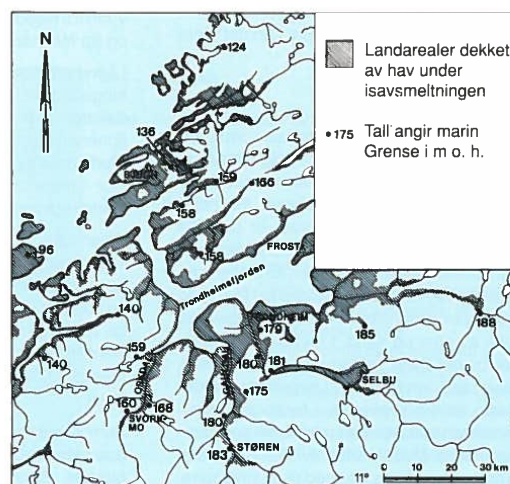 N
Landarealer dekket
av hav under
isavsmeltningen
•175 Tall angir marin
Grense i m o. h.
124
136
159
166
158
158
96
FROSTA
Trondheimsfjorden
140
159
140
179
180
181
185
188
SELBU
175
160
168
SVORK
MO
180
STØREN
183
11°
0 10 20 30 km